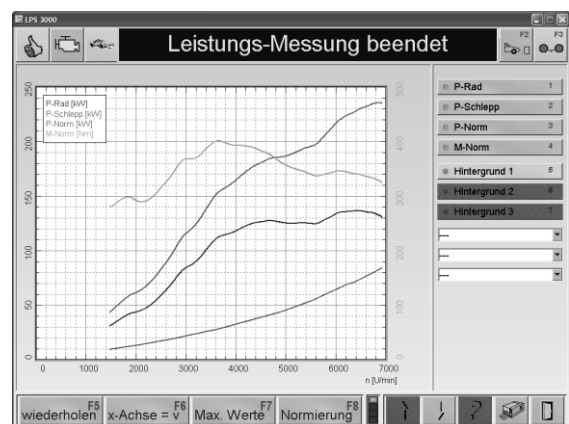 LPS 3000
Leistungs-Messung beendet
F2
F3
250
200
150
100
50
0
500
400
300
200
100
0
P-Rad [kW]
P-Schlepp [kW]
P-Norm [kW]
M-Norm [Nm]
0 1000 2000 3000 4000 5000 6000 7000
n [U/min]
P-Rad 1
P-Schlepp 2
P-Norm 3
M-Norm 4
Hintergrund 1 5
Hintergrund 2 6
Hintergrund 3 7
---
---
---
wiederholen F5
x-Achse = v F6
Max. Werte F7
Normierung F8